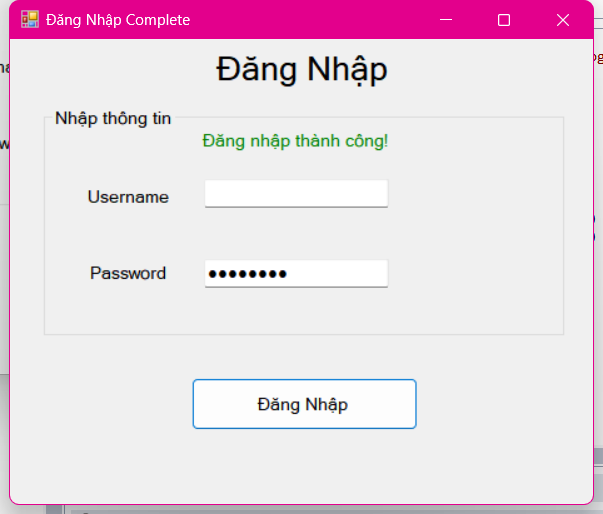 Đăng Nhập Complete
Đăng Nhập
Nhập thông tin
Đăng nhập thành công!
Username
Password
●●●●●●●●
Đăng Nhập